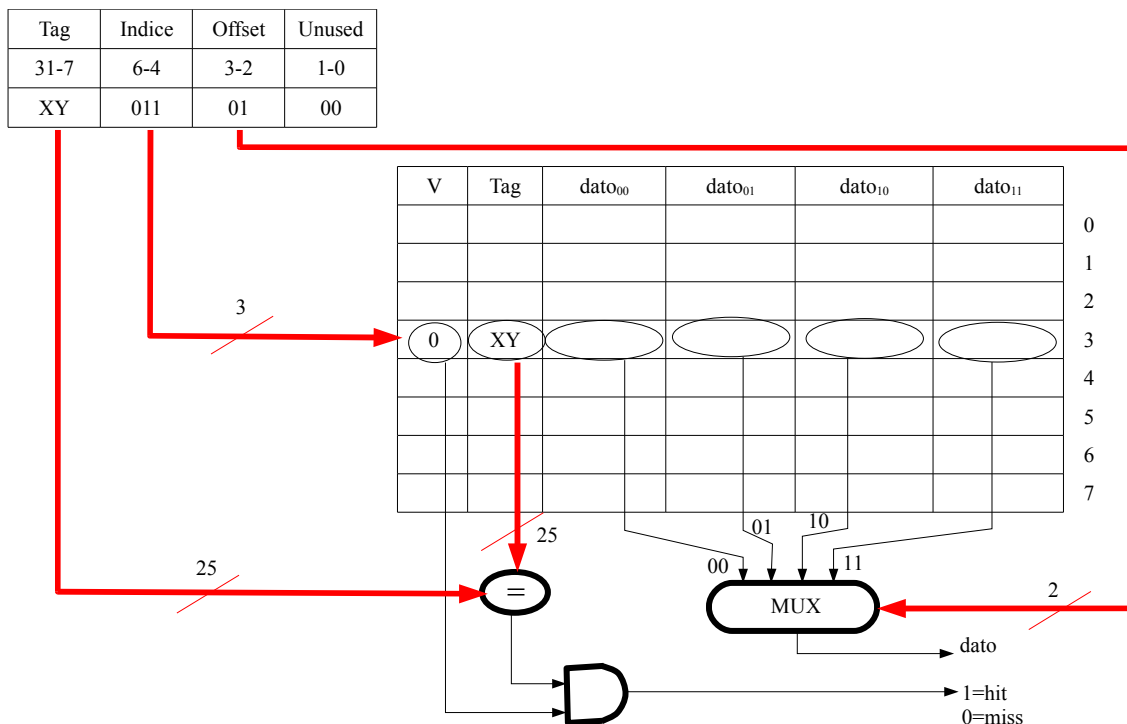 Tag Indice Offset Unused
31-7 6-4 3-2 1-0
XY 011 01 00
V Tag dato₀₀ dato₀₁ dato₁₀ dato₁₁
0
1
2
3
0 XY 3
4
5
6
7
25
01 10
00 11
25
= MUX
2
dato
1=hit
0=miss